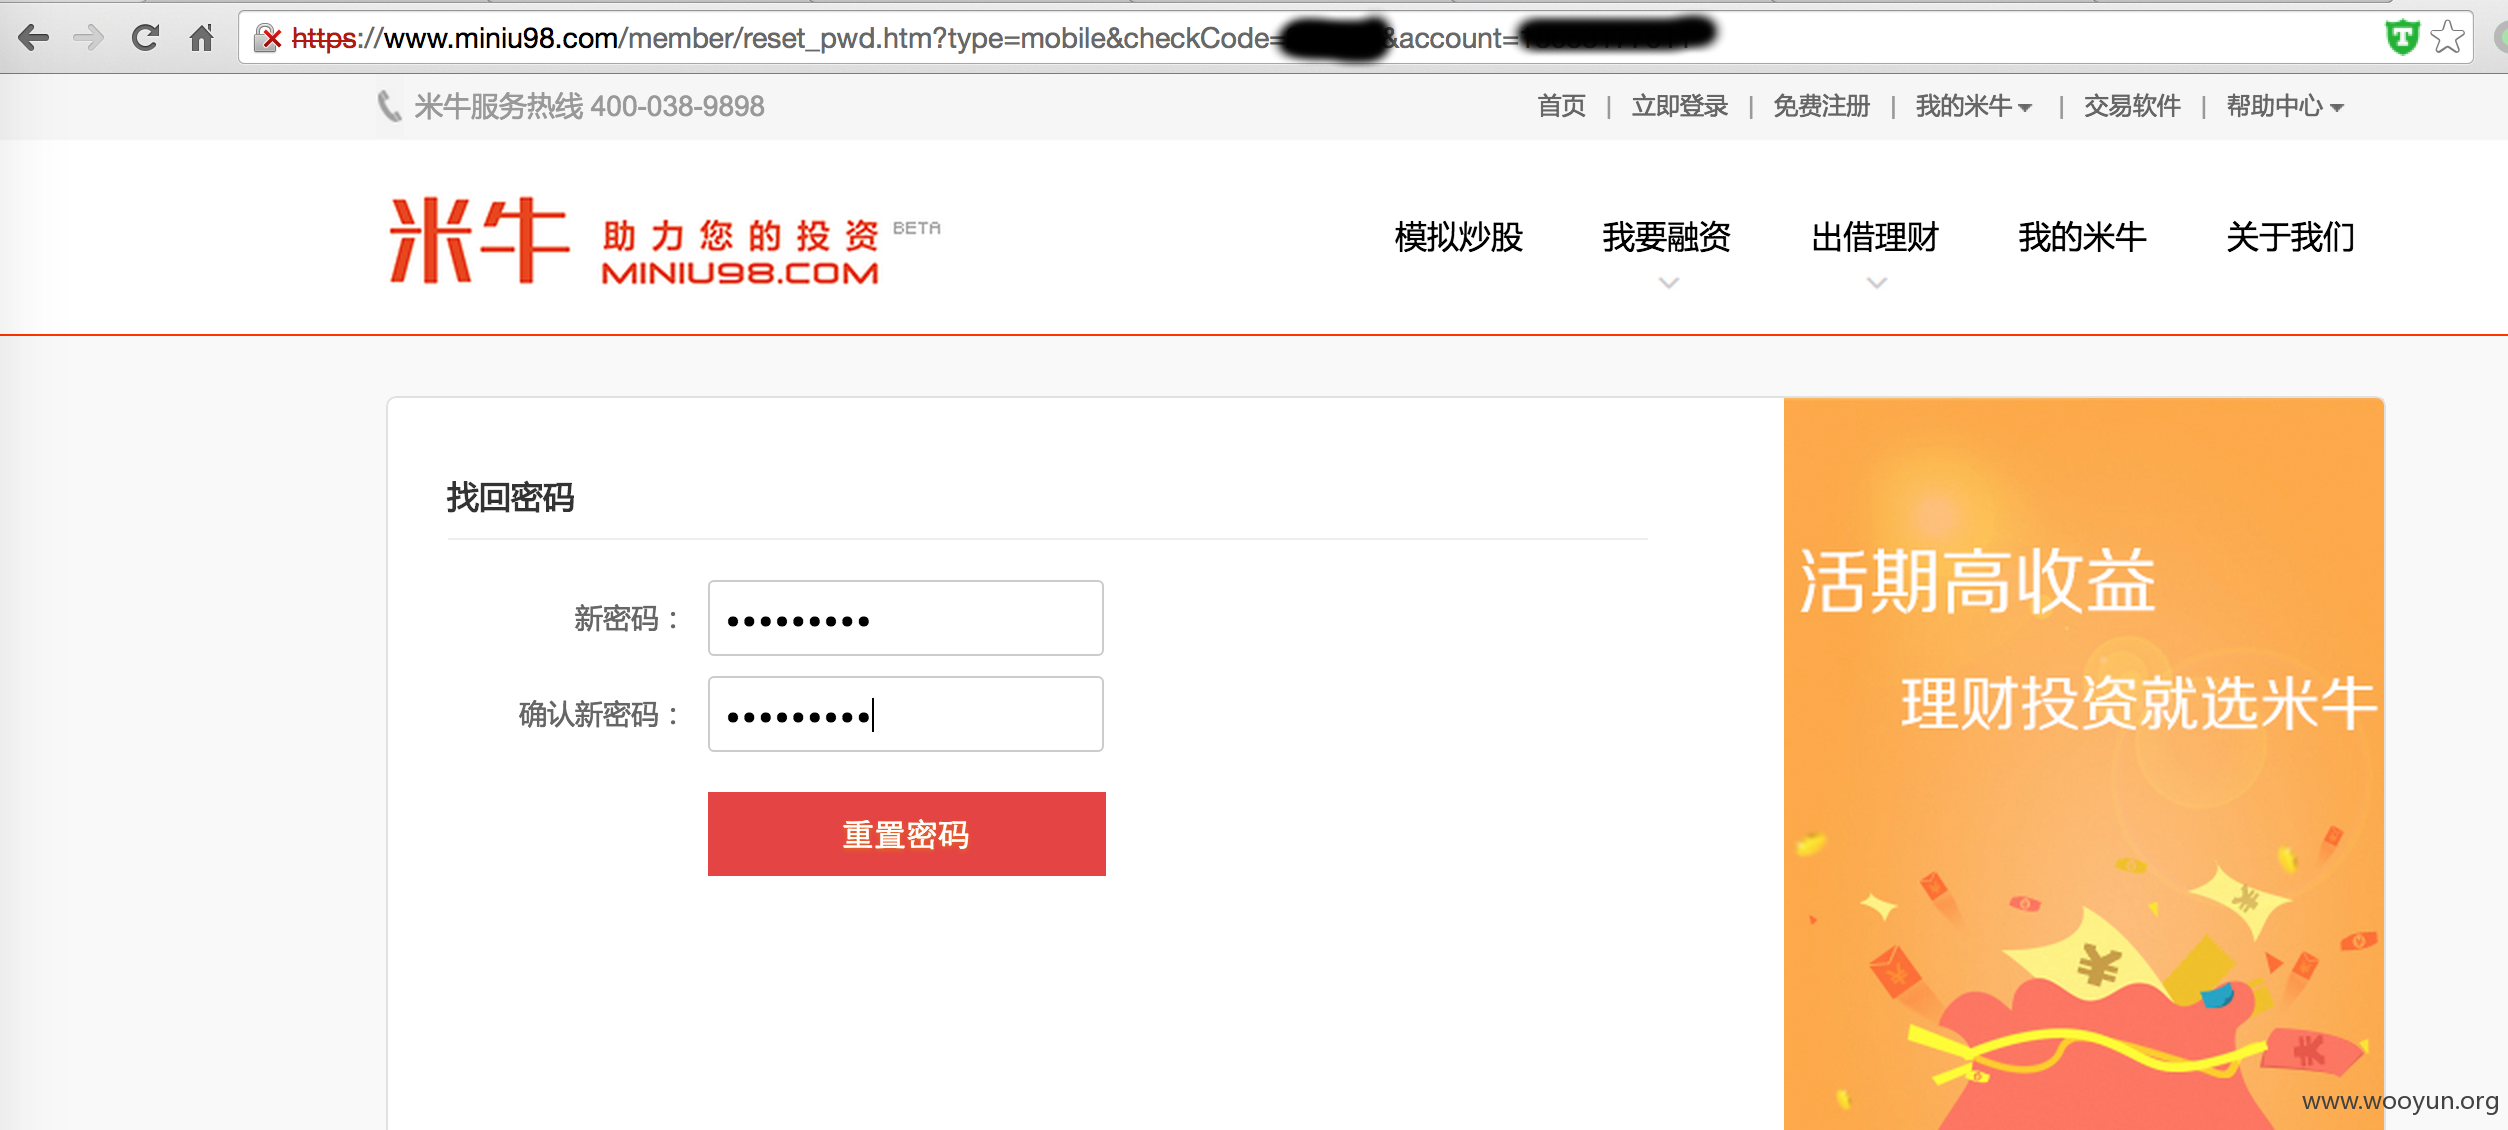 https://www.miniu98.com/member/reset_pwd.htm?type=mobile&checkCode= &account=
米牛服务热线 400-038-9898
首页 | 立即登录 | 免费注册 | 我的米牛 | 交易软件 | 帮助中心
米牛 助力您的投资 BETA
MINIU98.COM
模拟炒股 我要融资 出借理财 我的米牛 关于我们
找回密码
新密码：
确认新密码：
重置密码
活期高收益
理财投资就选米牛
www.wooyun.org